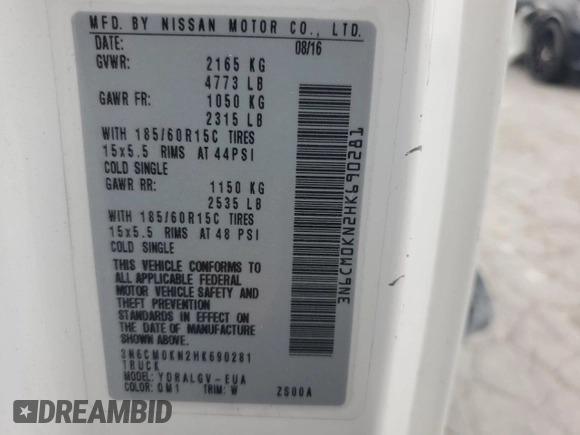 MFD. BY NISSAN MOTOR CO., LTD.
DATE: 08/16
GVWR: 2165 KG
4773 LB
GAWR FR: 1050 KG
2315 LB
WITH 185/60R15C TIRES
15x5.5 RIMS AT 44PSI
COLD SINGLE
GAWR RR: 1150 KG
2535 LB
WITH 185/60R15C TIRES
15x5.5 RIMS AT 48 PSI
COLD SINGLE
THIS VEHICLE CONFORMS TO
ALL APPLICABLE FEDERAL
MOTOR VEHICLE SAFETY AND
THEFT PREVENTION
STANDARDS IN EFFECT ON THE
DATE OF MANUFACTURE
SHOWN ABOVE.
3N6CM0KN2HK690281
TRUCK
MODEL: YDRALGV-EUA
COLOR: QM1 TRIM: W 2S00A
3N6CM0KN2HK690281
DREAMBID